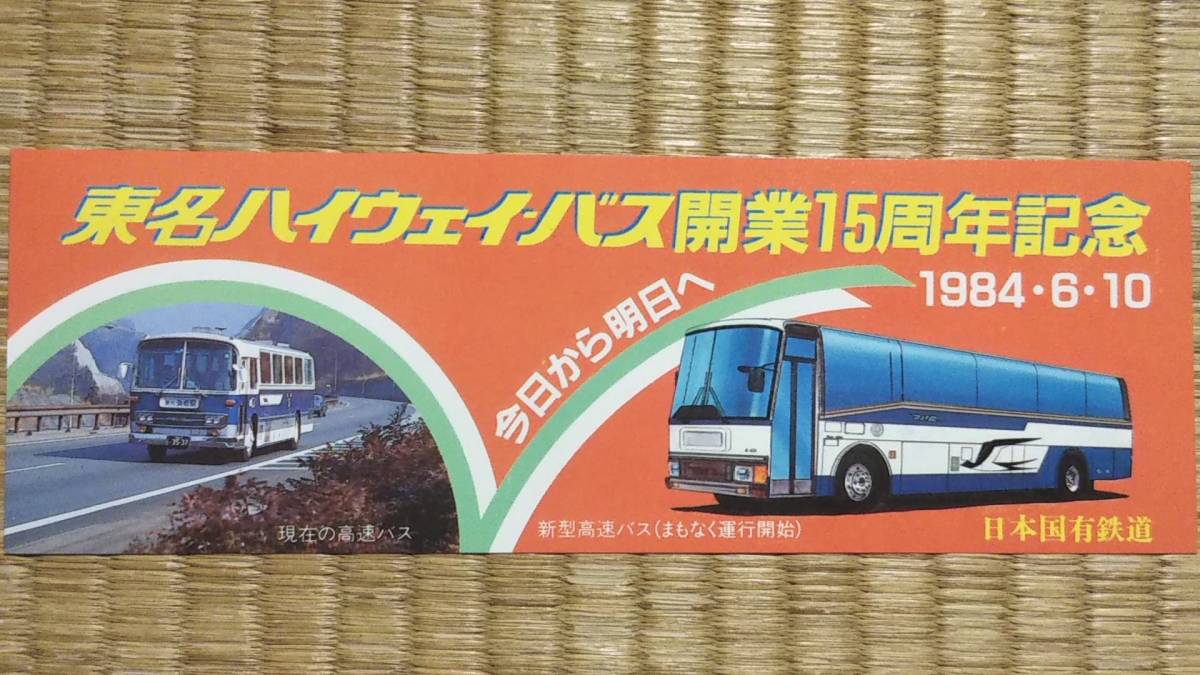 東名ハイウェイ・バス開業15周年記念
1984・6・10
今日から明日へ
現在の高速バス
新型高速バス(まもなく運行開始)
日本国有鉄道